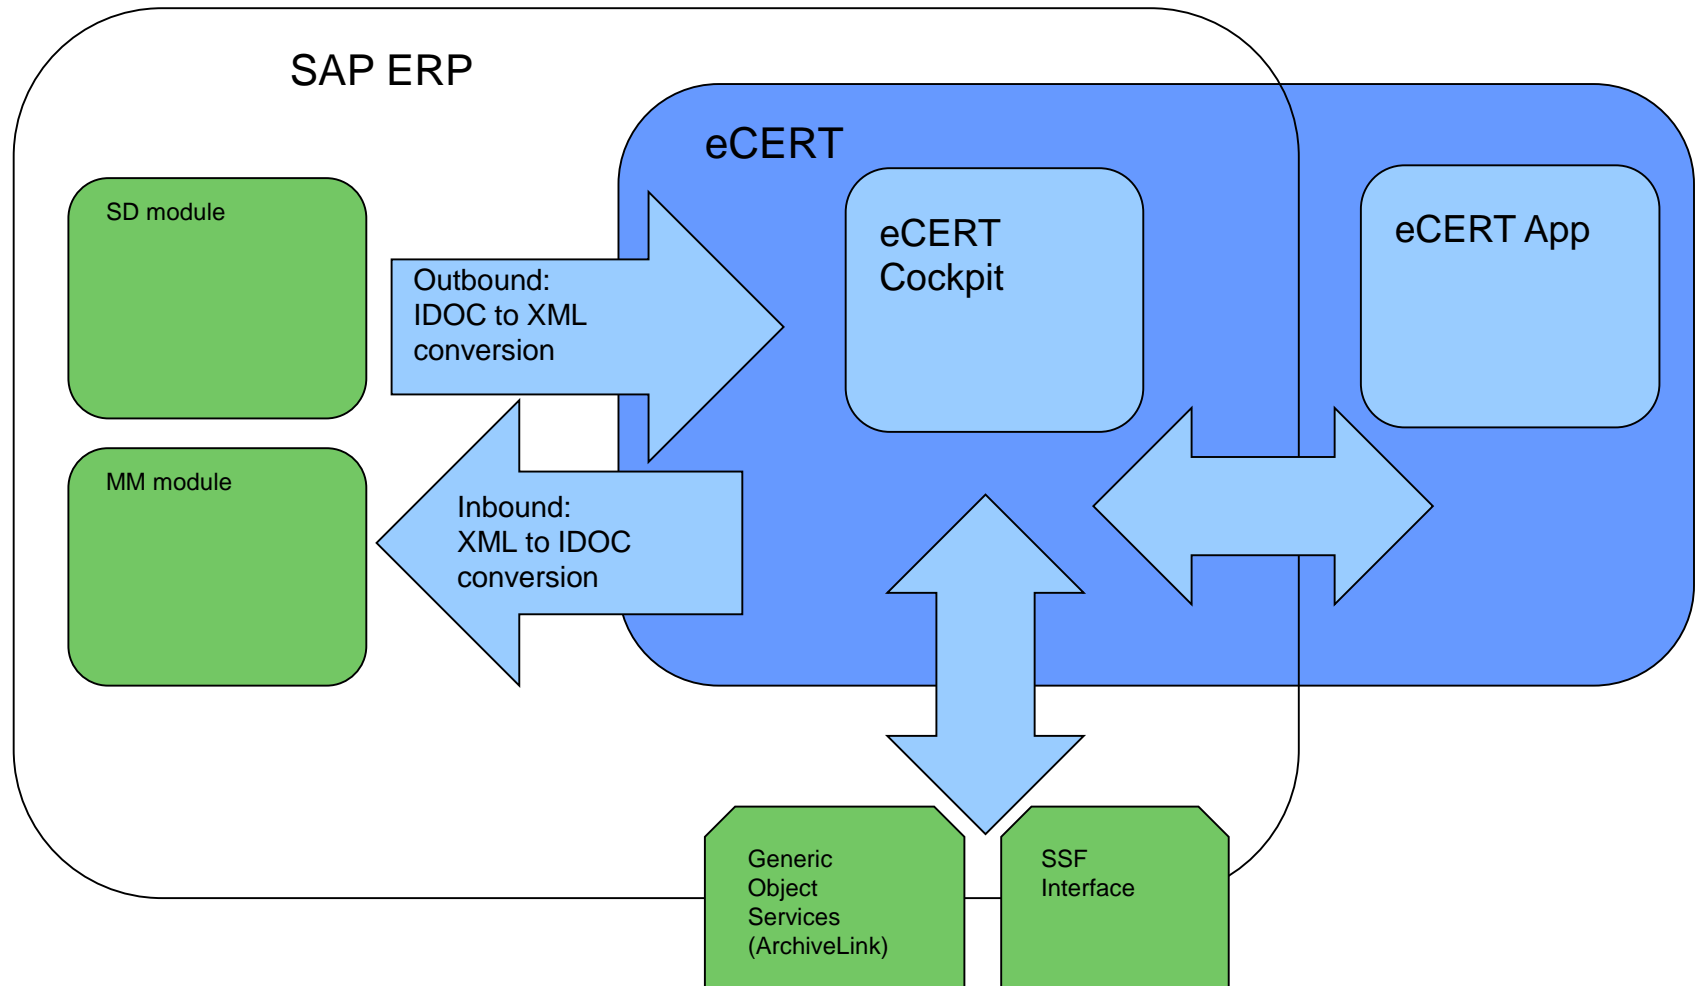 SAP ERP
eCERT
SD module
eCERT
Cockpit
eCERT App
Outbound:
IDOC to XML
conversion
MM module
Inbound:
XML to IDOC
conversion
Generic
Object
Services
(ArchiveLink)
SSF
Interface